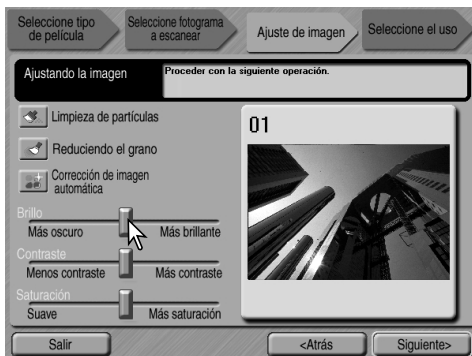 Seleccione tipo
de película
Seleccione fotograma
a escanear
Ajuste de imagen
Seleccione el uso
Ajustando la imagen
Proceder con la siguiente operación.
Limpieza de partículas
Reduciendo el grano
Corrección de imagen
automática
Brillo
Más oscuro Más brillante
Contraste
Menos contraste Más contraste
Saturación
Suave Más saturación
01
Salir
<Atrás
Siguiente>